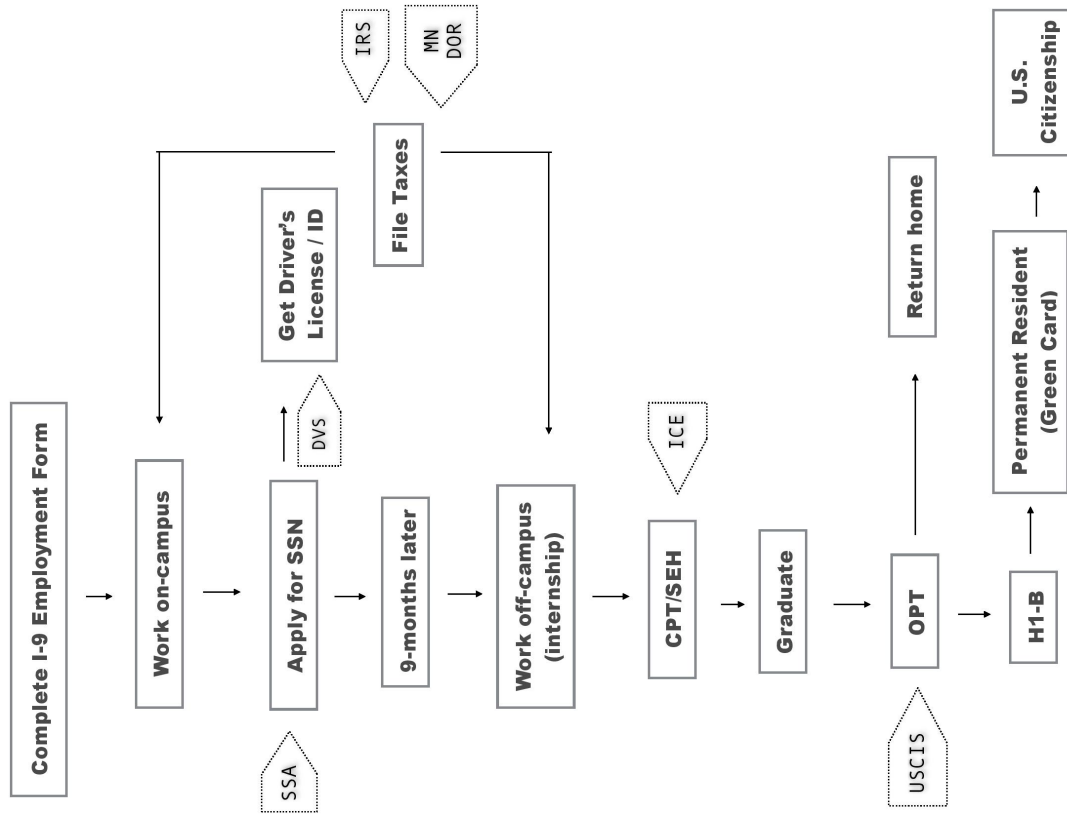 Complete I-9 Employment Form
Work on-campus
SSA
Apply for SSN
DVS
Get Driver's
License / ID
9-months later
File Taxes
IRS
MN
DOR
Work off-campus
(internship)
CPT/SEH
ICE
Graduate
USCIS
OPT
Return home
H1-B
Permanent Resident
(Green Card)
U.S.
Citizenship